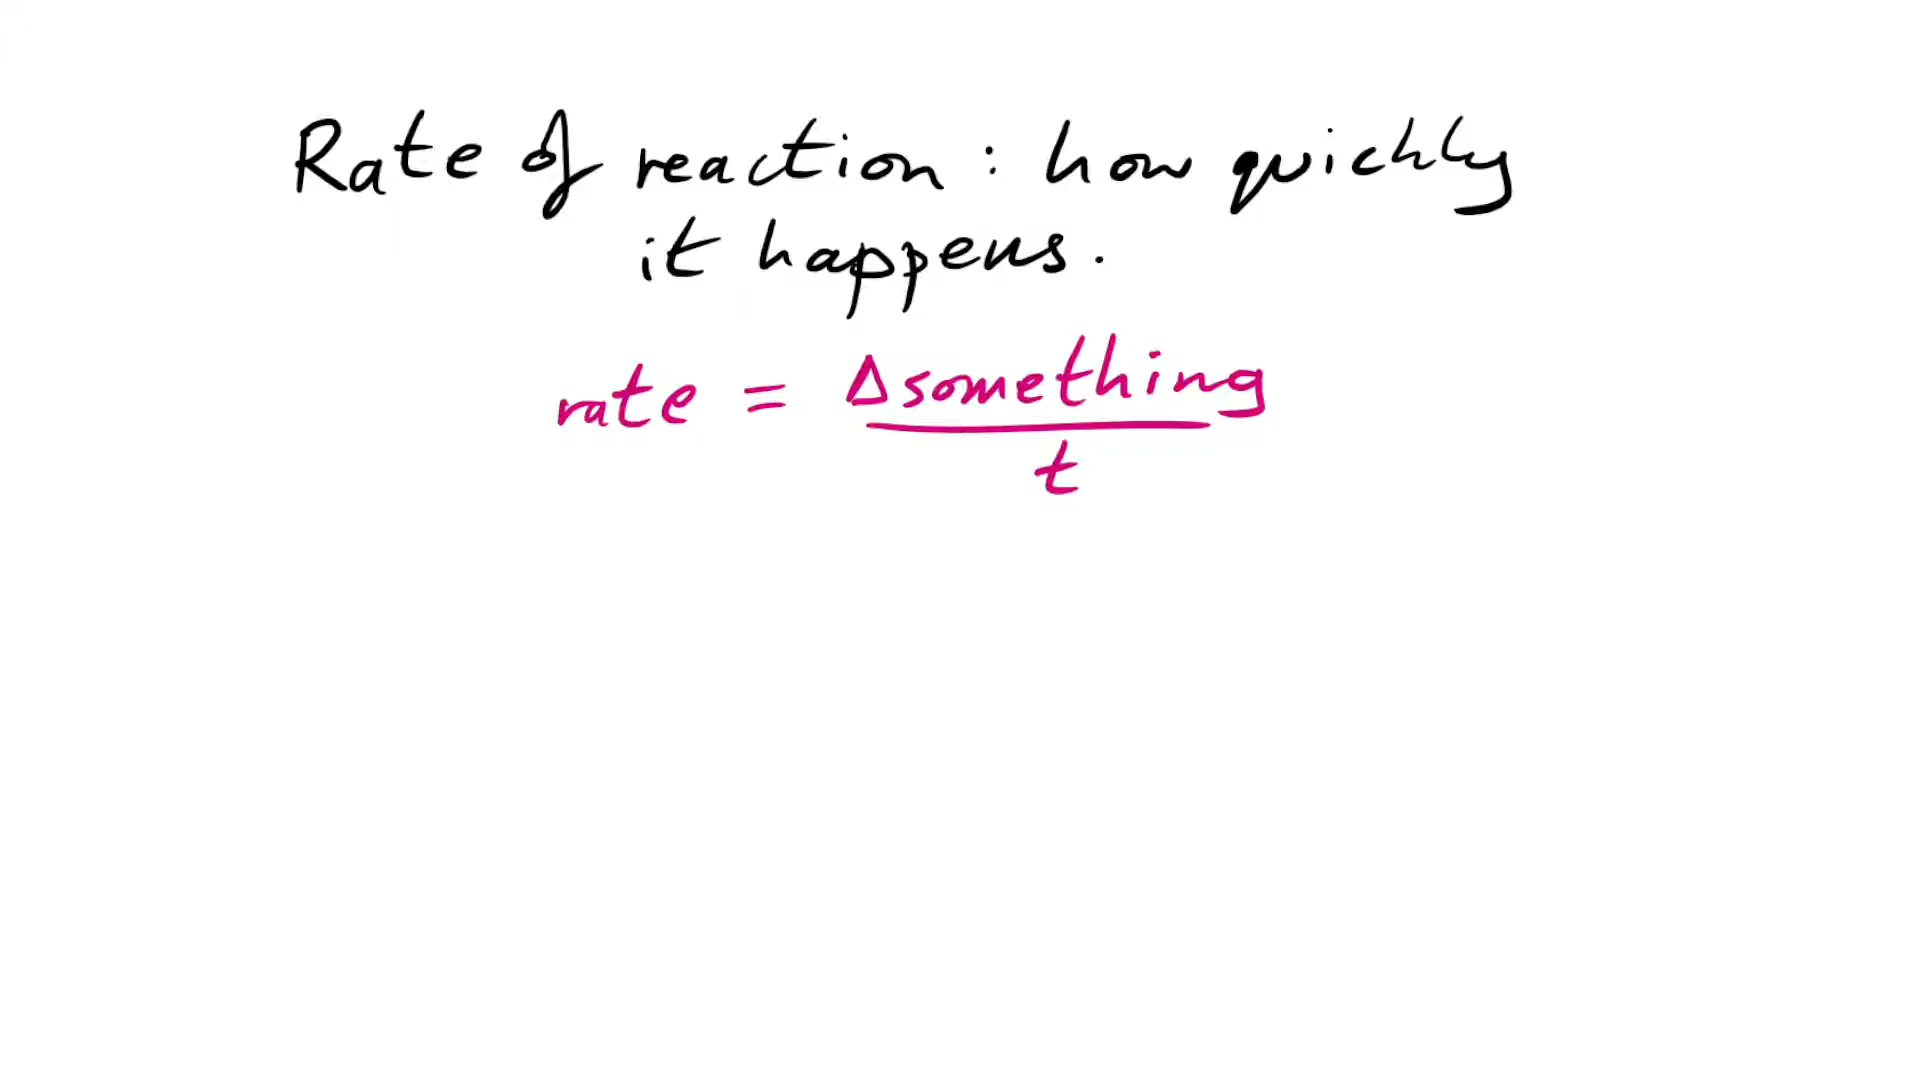 Rate of reaction : how quickly
it happens.
rate = Δsomething
t